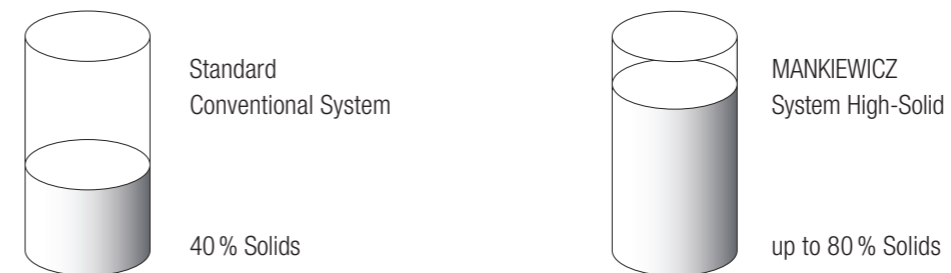 Standard
Conventional System
40 % Solids
MANKIEWICZ
System High-Solid
up to 80 % Solids